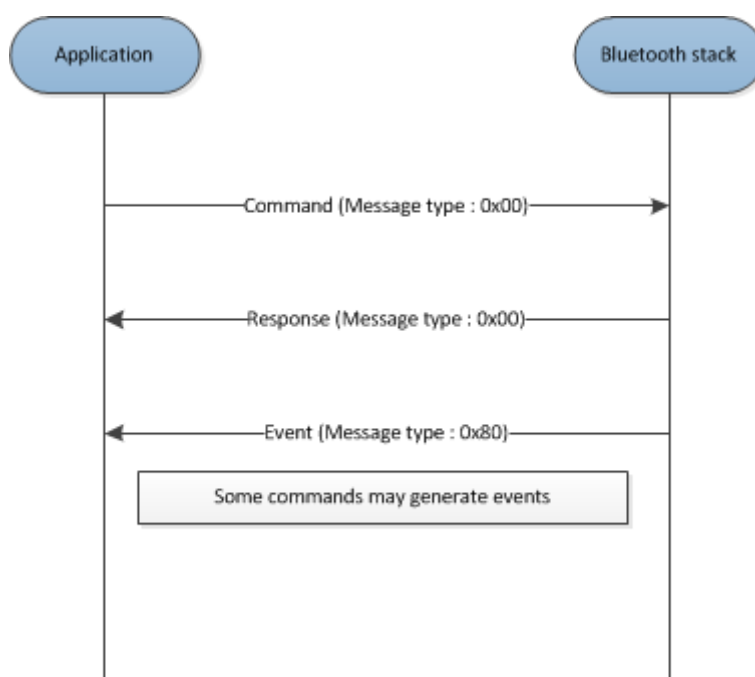 Application
Bluetooth stack
Command (Message type : 0x00)
Response (Message type : 0x00)
Event (Message type : 0x80)
Some commands may generate events